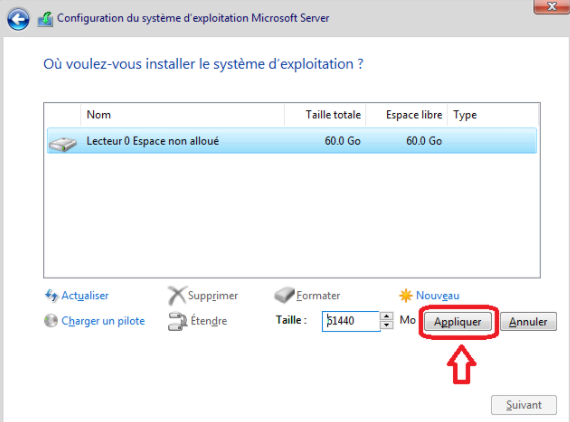 Configuration du système d'exploitation Microsoft Server
Où voulez-vous installer le système d'exploitation ?
Nom Taille totale Espace libre Type
Lecteur 0 Espace non alloué 60.0 Go 60.0 Go
Actualiser Supprimer Formater Nouveau
Charger un pilote Étendre Taille : 61440 Mo Appliquer Annuler
Suivant